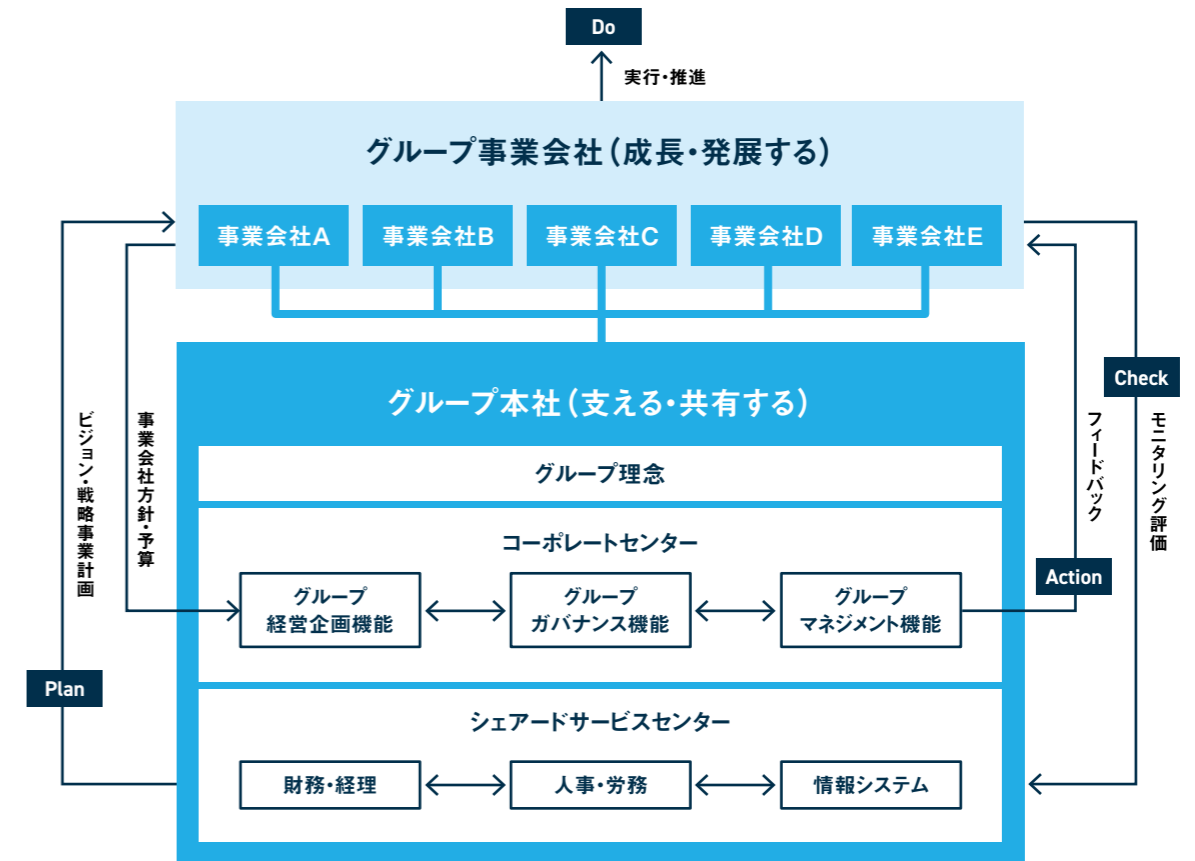 Do
実行・推進
グループ事業会社（成長・発展する）
事業会社A
事業会社B
事業会社C
事業会社D
事業会社E
グループ本社（支える・共有する）
グループ理念
コーポレートセンター
グループ
経営企画機能
グループ
ガバナンス機能
グループ
マネジメント機能
シェアードサービスセンター
財務・経理
人事・労務
情報システム
ビジョン・戦略事業計画
Plan
事業会社方針・予算
フィードバック
Action
Check
モニタリング評価